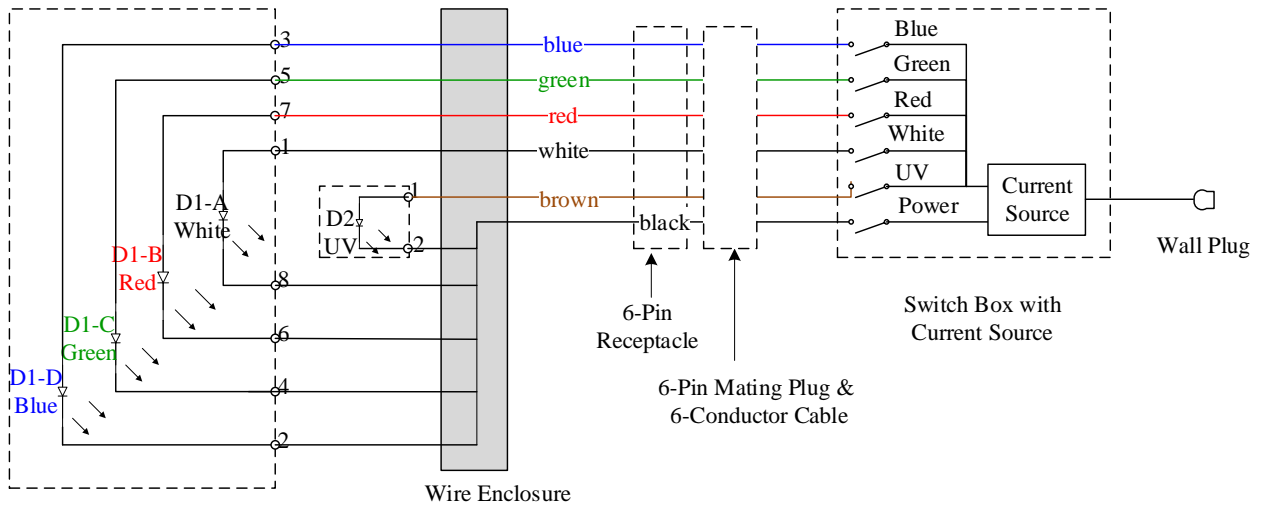 3
blue
Blue
5
green
Green
7
red
Red
1
white
White
D1-A
White
1
brown
UV
D2
UV
2
black
Power
Current
Source
Wall Plug
D1-B
Red
8
6
D1-C
Green
4
D1-D
Blue
2
6-Pin
Receptacle
6-Pin Mating Plug &
6-Conductor Cable
Switch Box with
Current Source
Wire Enclosure